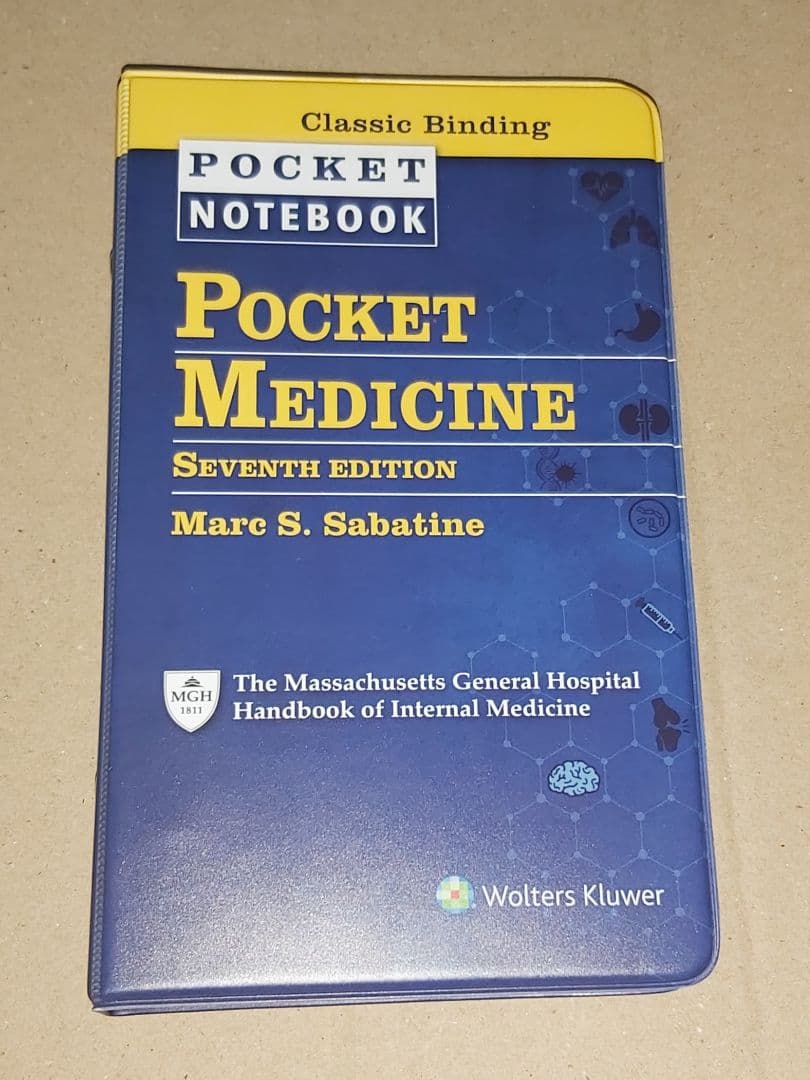 Classic Binding
POCKET
NOTEBOOK
POCKET
MEDICINE
SEVENTH EDITION
Marc S. Sabatine
MGH
1811
The Massachusetts General Hospital
Handbook of Internal Medicine
Wolters Kluwer